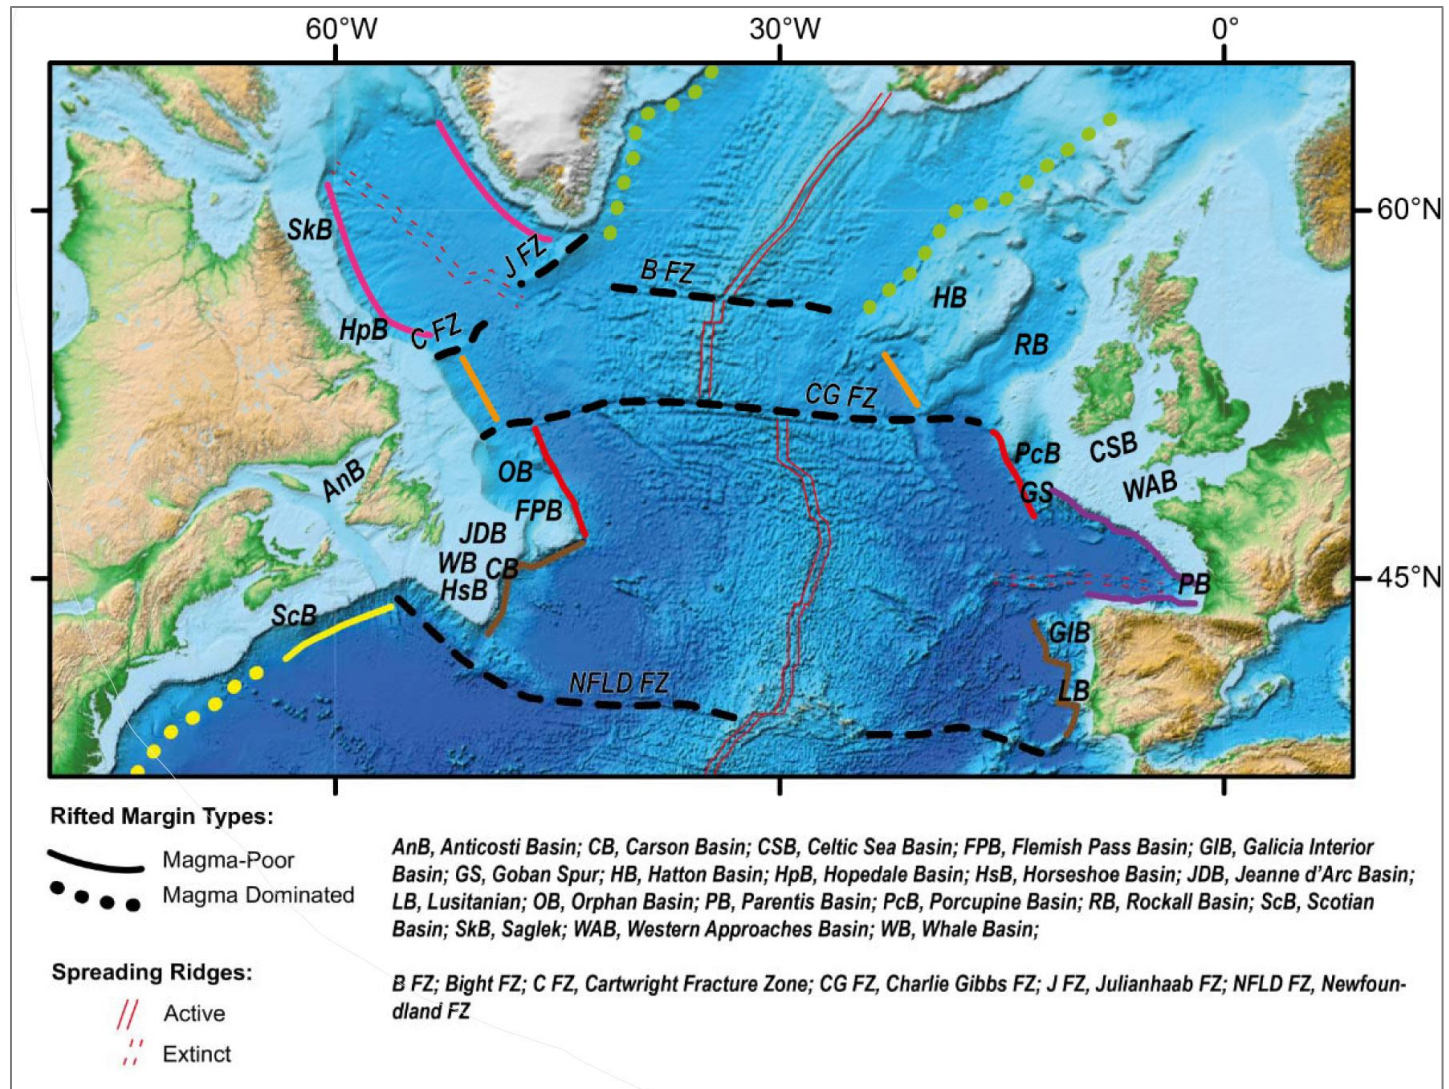 60°W 30°W 0°
60°N
SkB
J FZ
B FZ
HB
HpB
C FZ
RB
CG FZ
AnB
OB
PcB
CSB
GS
WAB
FPB
JDB
WB CB
HsB
45°N
PB
ScB
GIB
NFLD FZ
LB
Rifted Margin Types:
Magma-Poor
Magma Dominated
AnB, Anticosti Basin; CB, Carson Basin; CSB, Celtic Sea Basin; FPB, Flemish Pass Basin; GIB, Galicia Interior
Basin; GS, Goban Spur; HB, Hatton Basin; HpB, Hopedale Basin; HsB, Horseshoe Basin; JDB, Jeanne d’Arc Basin;
LB, Lusitanian; OB, Orphan Basin; PB, Parentis Basin; PcB, Porcupine Basin; RB, Rockall Basin; ScB, Scotian
Basin; SkB, Saglek; WAB, Western Approaches Basin; WB, Whale Basin;
Spreading Ridges:
Active
Extinct
B FZ; Bight FZ; C FZ, Cartwright Fracture Zone; CG FZ, Charlie Gibbs FZ; J FZ, Julianhaab FZ; NFLD FZ, Newfoun-
dland FZ